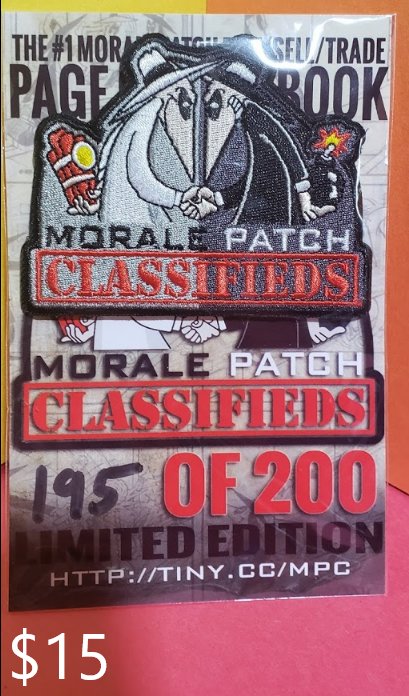 THE #1 MORALE PATCH SELL/TRADE
PAGE BOOK
MORALE PATCH
CLASSIFIEDS
MORALE PATCH
CLASSIFIEDS
195 OF 200
LIMITED EDITION
HTTP://TINY.CC/MPC
$15